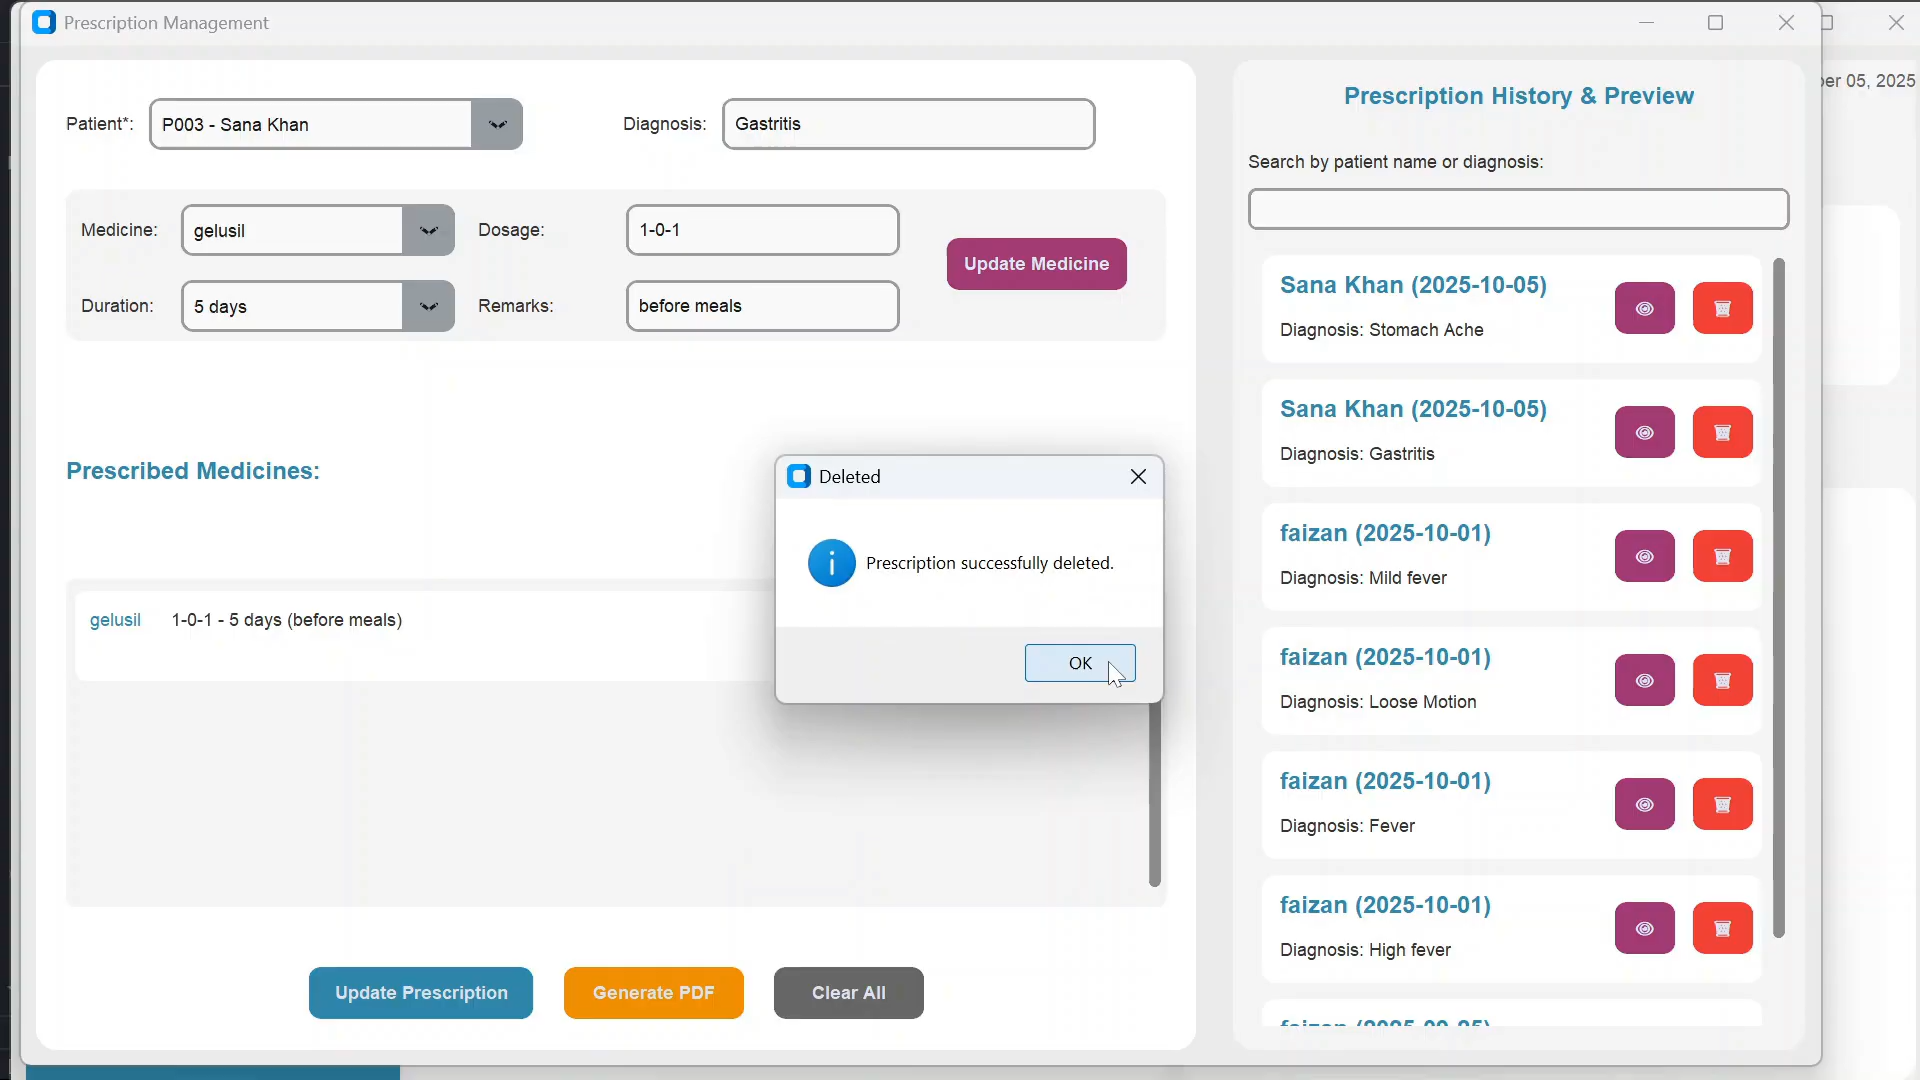 Prescription Management
er 05, 2025
Patient*:
P003 - Sana Khan
Diagnosis:
Gastritis
Medicine:
gelusil
Dosage:
1-0-1
Update Medicine
Duration:
5 days
Remarks:
before meals
Prescribed Medicines:
gelusil 1-0-1 - 5 days (before meals)
Deleted
Prescription successfully deleted.
OK
Update Prescription
Generate PDF
Clear All
Prescription History & Preview
Search by patient name or diagnosis:
Sana Khan (2025-10-05)
Diagnosis: Stomach Ache
Sana Khan (2025-10-05)
Diagnosis: Gastritis
faizan (2025-10-01)
Diagnosis: Mild fever
faizan (2025-10-01)
Diagnosis: Loose Motion
faizan (2025-10-01)
Diagnosis: Fever
faizan (2025-10-01)
Diagnosis: High fever